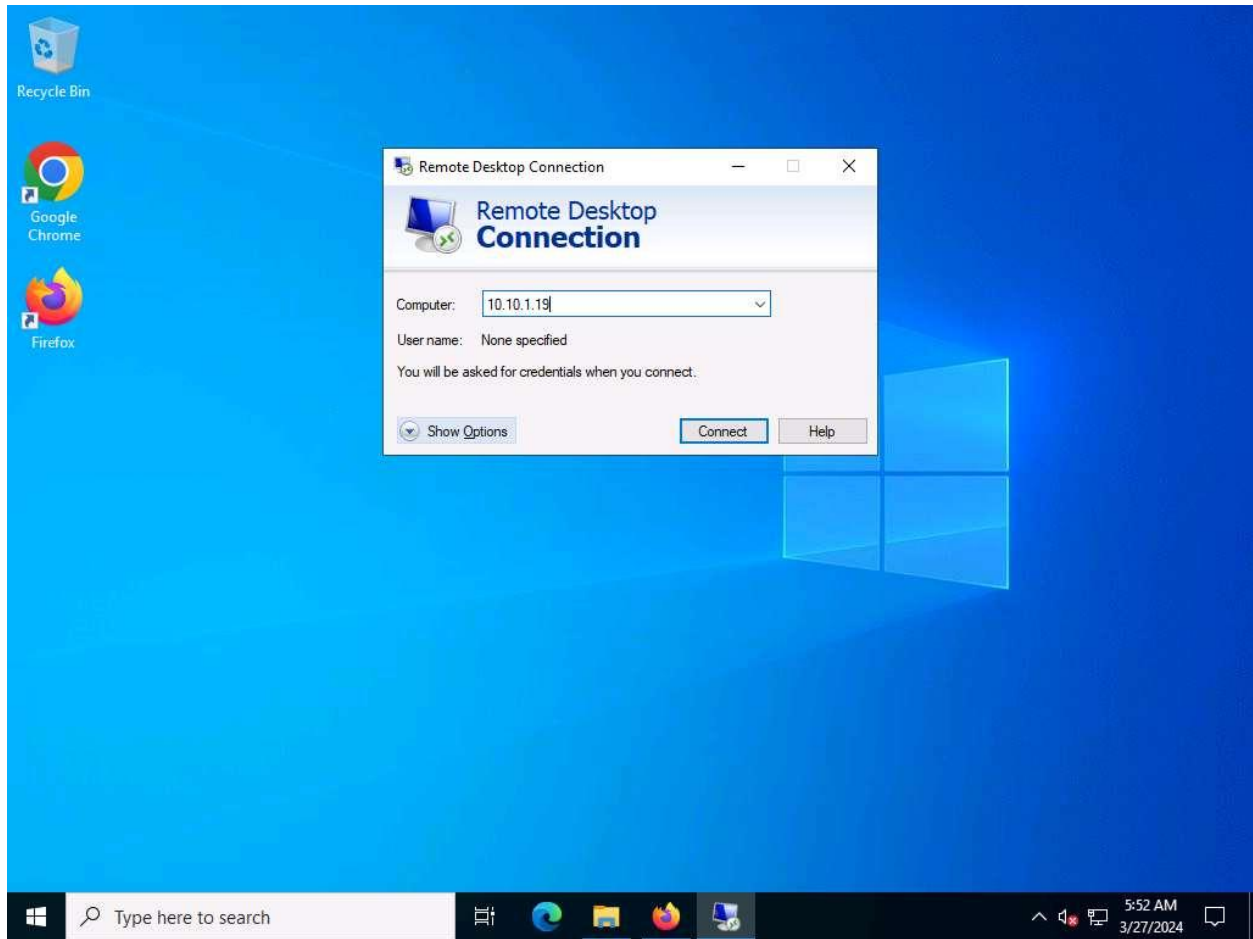 Recycle Bin
Google
Chrome
Firefox
Remote Desktop Connection
Remote Desktop
Connection
Computer: 10.10.1.19
User name: None specified
You will be asked for credentials when you connect.
Show Options
Connect
Help
Type here to search
5:52 AM
3/27/2024